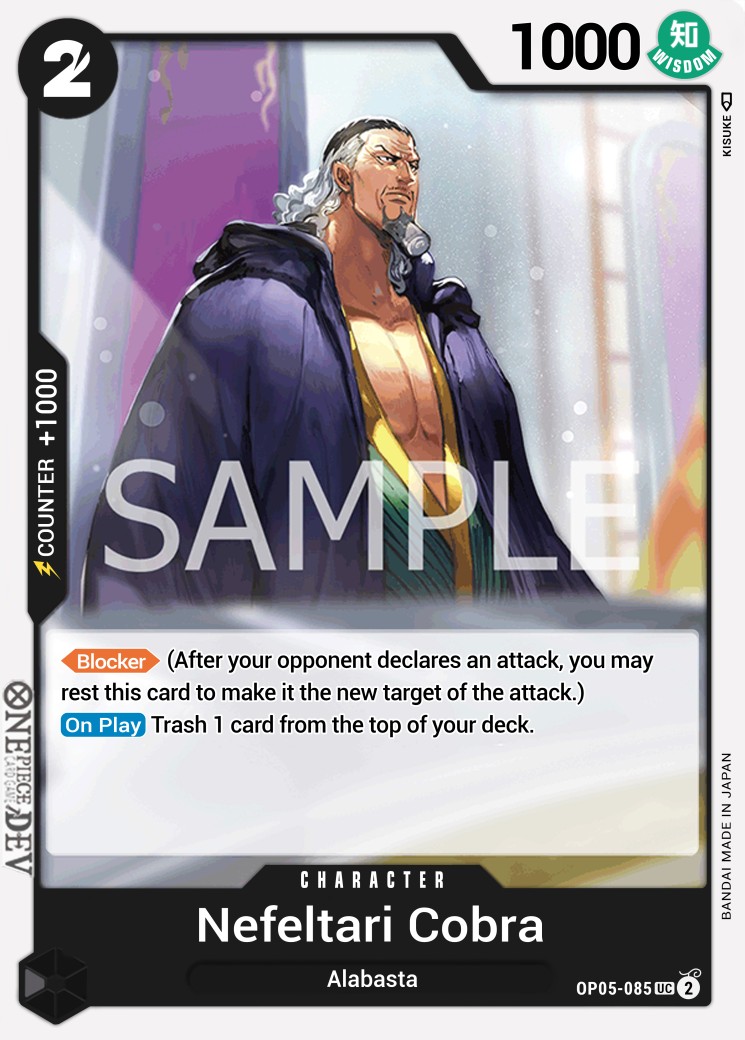 2
1000
知
WISDOM
KISUKE
COUNTER +1000
SAMPLE
Blocker (After your opponent declares an attack, you may
rest this card to make it the new target of the attack.)
On Play Trash 1 card from the top of your deck.
ONE PIECE
CARD GAME
DEV
BANDAI MADE IN JAPAN
CHARACTER
Nefeltari Cobra
Alabasta
OP05-085 UC 2